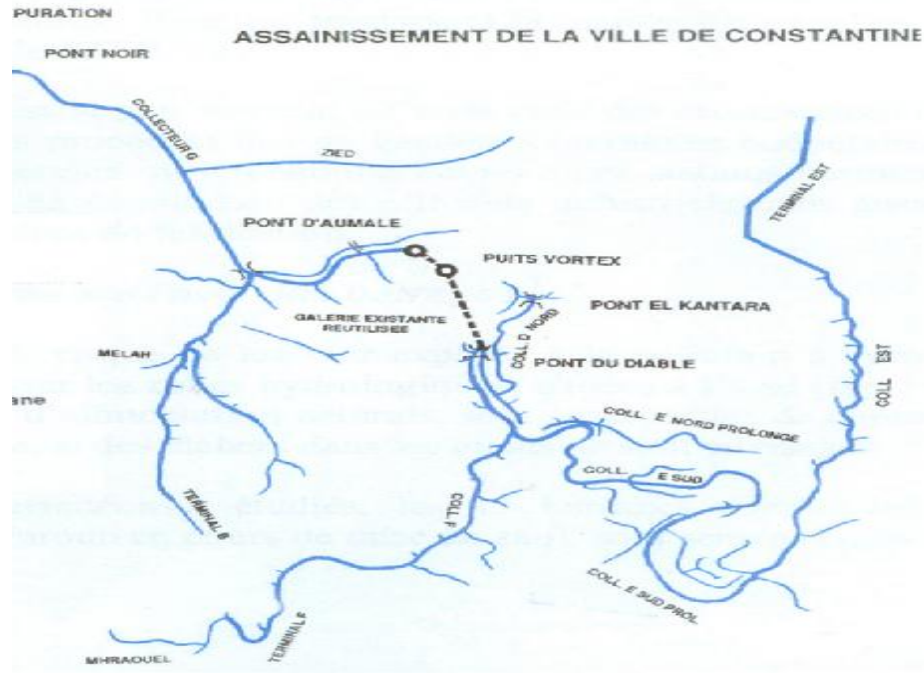 PURATION
ASSAINISSEMENT DE LA VILLE DE CONSTANTINE
PONT NOIR
COLLECTEUR G
ZIED
TERMINAL EST
PONT D'AUMALE
PUITS VORTEX
PONT EL KANTARA
GALERIE EXISTANTE
REUTILISEE
COLL. D NORD
MELAH
PONT DU DIABLE
COLL EST
ane
COLL. E NORD PROLONGE
COLL. E SUD
TERMINAL B
COLL F
COLL. E SUD PROL
TERMINAL F
MHRAOUEL